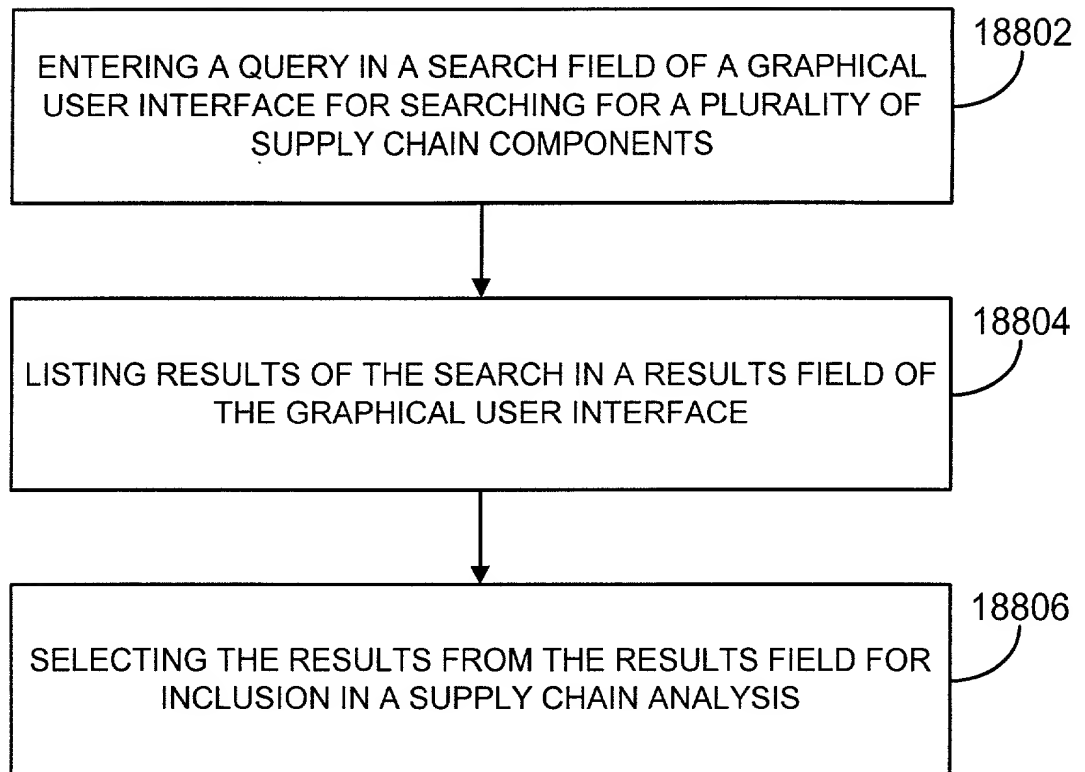 18802
ENTERING A QUERY IN A SEARCH FIELD OF A GRAPHICAL
USER INTERFACE FOR SEARCHING FOR A PLURALITY OF
SUPPLY CHAIN COMPONENTS
18804
LISTING RESULTS OF THE SEARCH IN A RESULTS FIELD OF
THE GRAPHICAL USER INTERFACE
18806
SELECTING THE RESULTS FROM THE RESULTS FIELD FOR
INCLUSION IN A SUPPLY CHAIN ANALYSIS